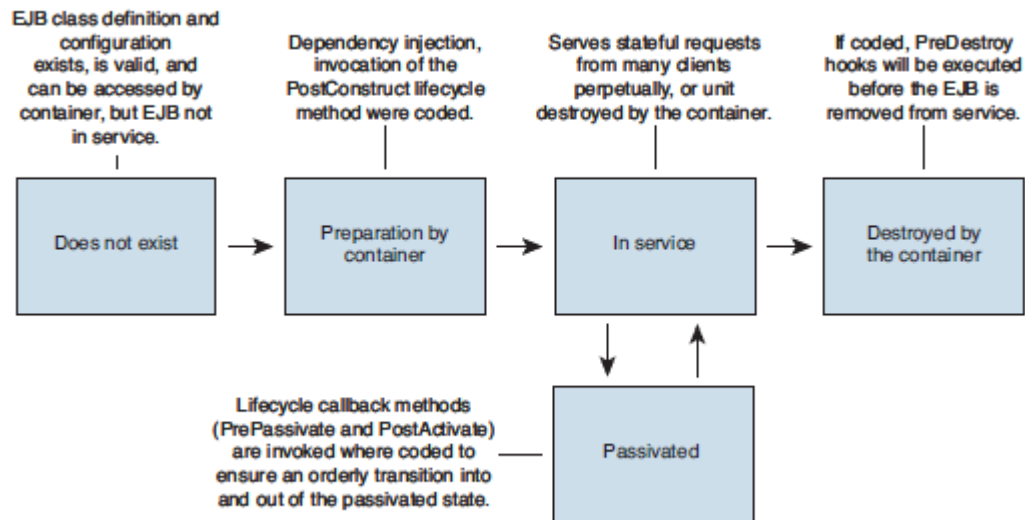 EJB class definition and
configuration
exists, is valid, and
can be accessed by
container, but EJB not
in service.
Dependency injection,
invocation of the
PostConstruct lifecycle
method were coded.
Serves stateful requests
from many clients
perpetually, or unit
destroyed by the container.
If coded, PreDestroy
hooks will be executed
before the EJB is
removed from service.
Does not exist
Preparation by
container
In service
Destroyed by
the container
Lifecycle callback methods
(PrePassivate and PostActivate)
are invoked where coded to
ensure an orderly transition into
and out of the passivated state.
Passivated